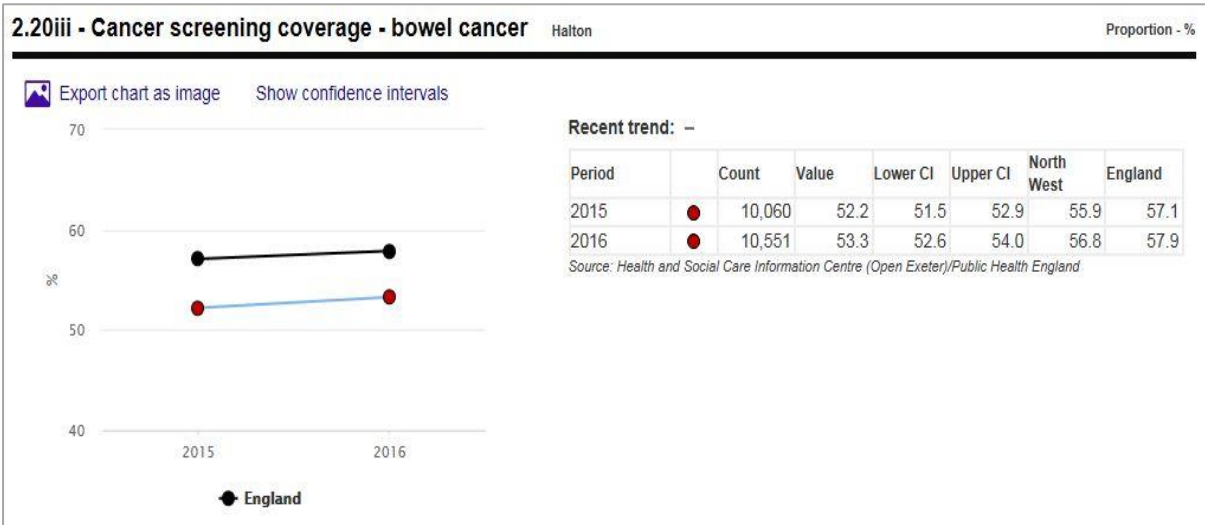 2.20iii - Cancer screening coverage - bowel cancer Halton Proportion - %
Export chart as image Show confidence intervals
70
60
%
50
40
2015 2016
England
Recent trend: –
Period Count Value Lower CI Upper CI North West England
2015 10,060 52.2 51.5 52.9 55.9 57.1
2016 10,551 53.3 52.6 54.0 56.8 57.9
Source: Health and Social Care Information Centre (Open Exeter)/Public Health England